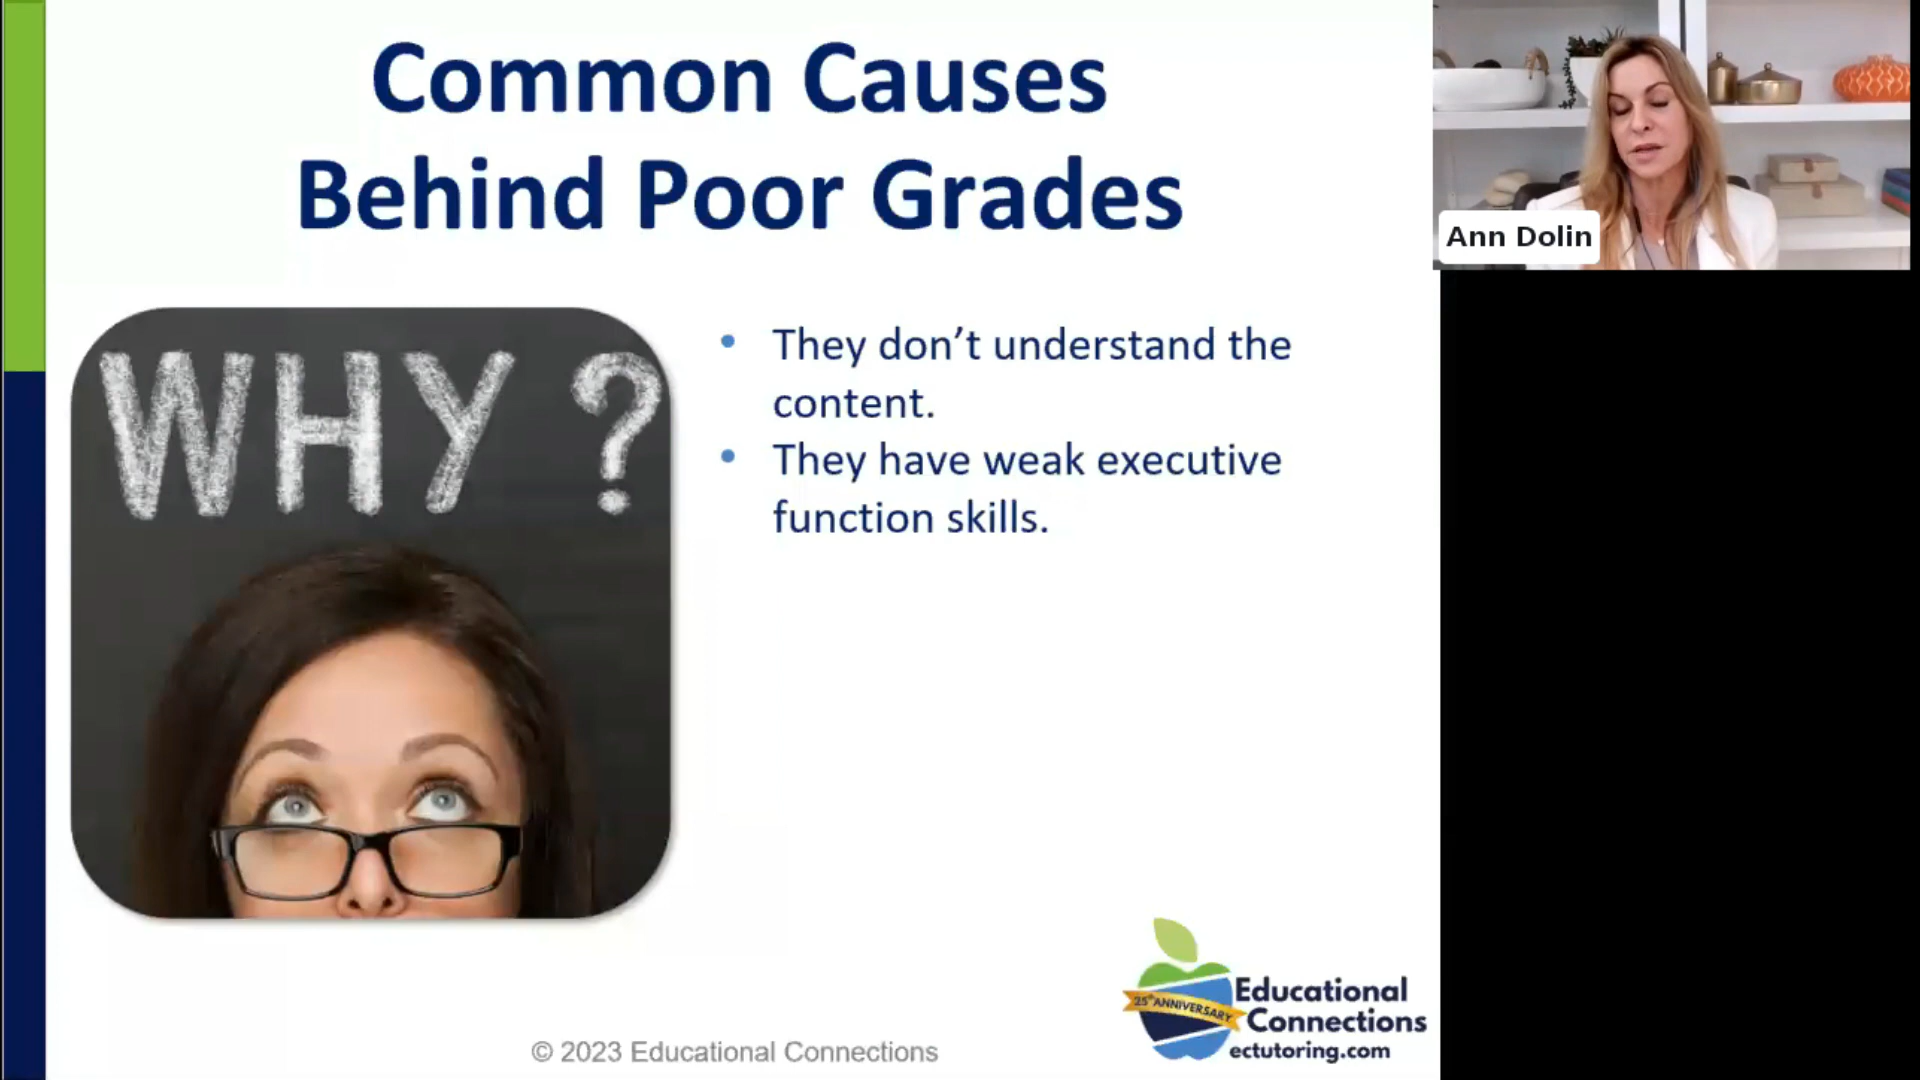 Common Causes
Behind Poor Grades
Ann Dolin
WHY ?
• They don’t understand the
content.
• They have weak executive
function skills.
25th ANNIVERSARY
Educational
Connections
ectutoring.com
© 2023 Educational Connections